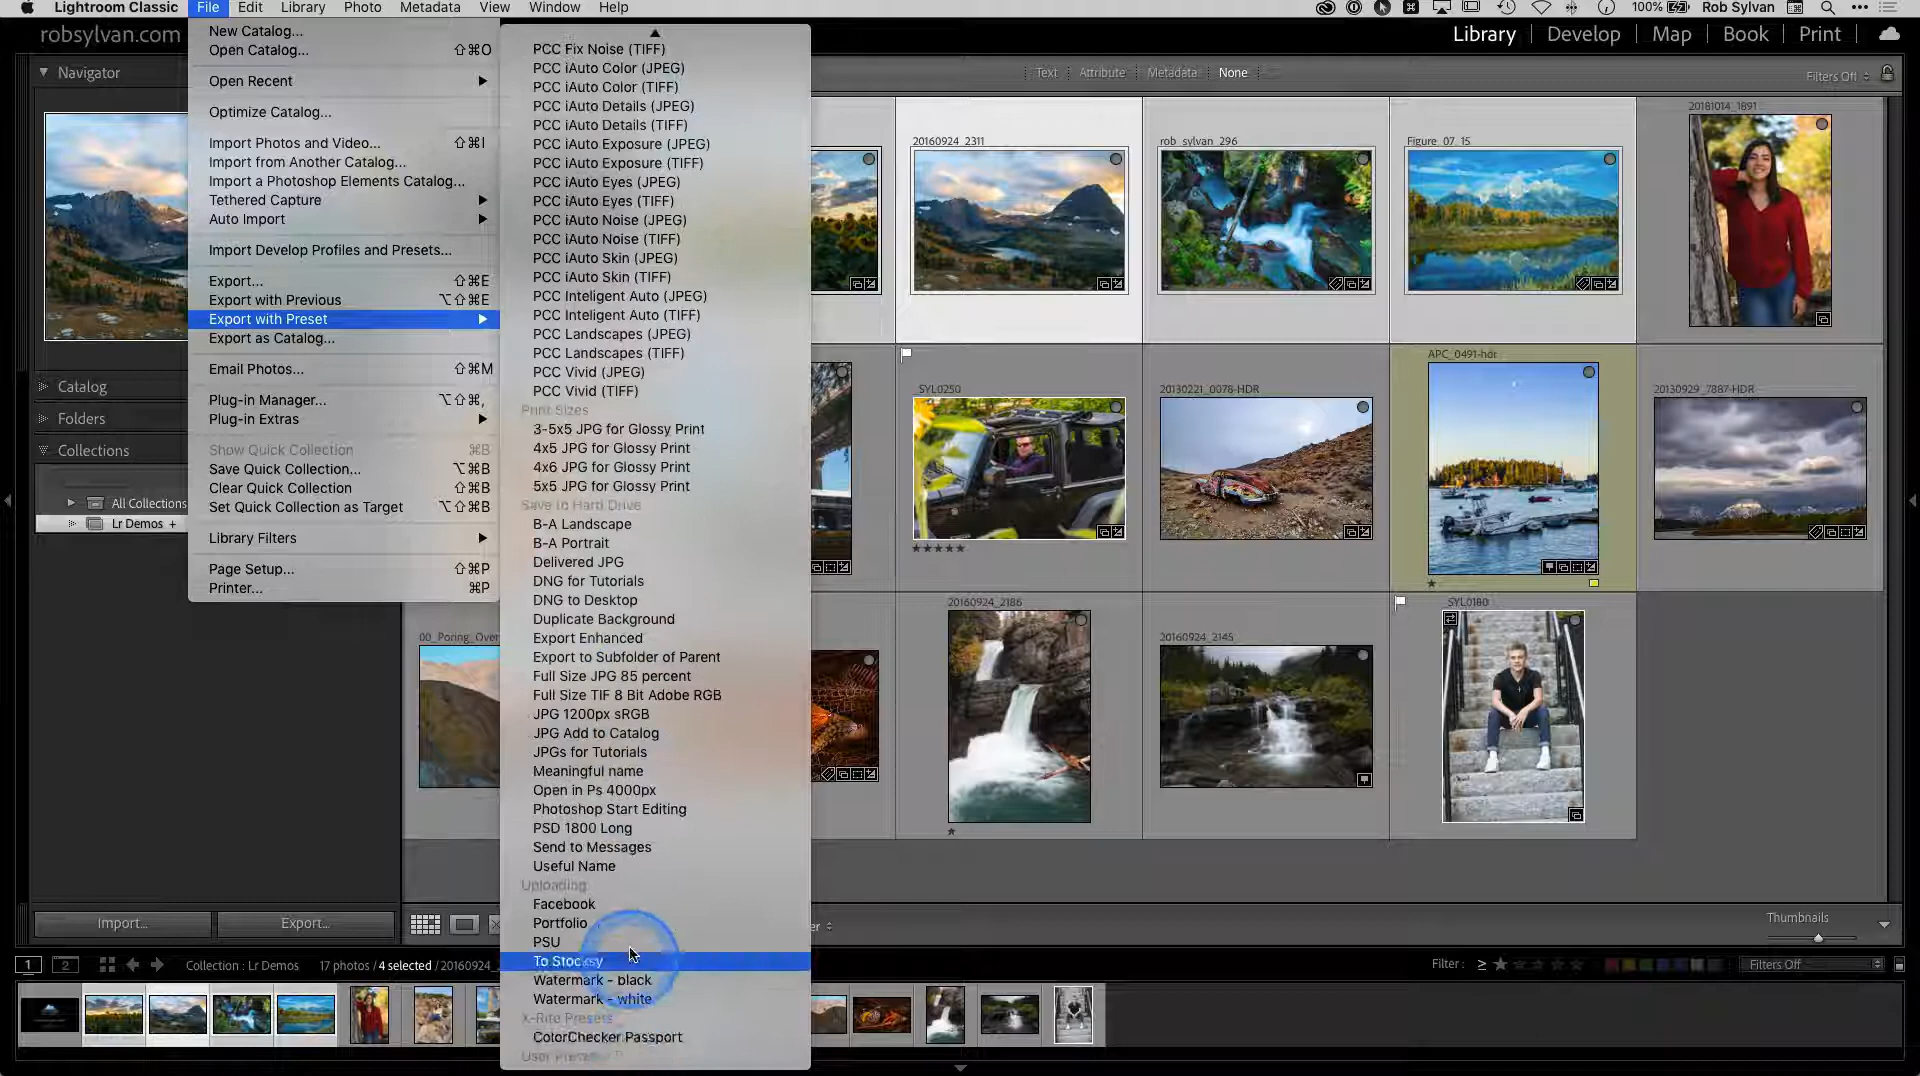 Lightroom Classic File Edit Library Photo Metadata View Window Help 100% Rob Sylvan
robsylvan.com
Library | Develop | Map | Book | Print
Navigator
Text Attribute Metadata None
Filters Off
New Catalog...
Open Catalog... ⇧⌘O
Open Recent
Optimize Catalog...
Import Photos and Video... ⇧⌘I
Import from Another Catalog...
Import a Photoshop Elements Catalog...
Tethered Capture
Auto Import
Import Develop Profiles and Presets...
Export... ⇧⌘E
Export with Previous ⌥⇧⌘E
Export with Preset
Export as Catalog...
Email Photos... ⇧⌘M
Plug-in Manager... ⌥⇧⌘,
Plug-in Extras
Show Quick Collection ⌘B
Save Quick Collection... ⌥⌘B
Clear Quick Collection ⇧⌘B
Set Quick Collection as Target ⌥⇧⌘B
Library Filters
Page Setup... ⇧⌘P
Printer... ⌘P
PCC Fix Noise (TIFF)
PCC iAuto Color (JPEG)
PCC iAuto Color (TIFF)
PCC iAuto Details (JPEG)
PCC iAuto Details (TIFF)
PCC iAuto Exposure (JPEG)
PCC iAuto Exposure (TIFF)
PCC iAuto Eyes (JPEG)
PCC iAuto Eyes (TIFF)
PCC iAuto Noise (JPEG)
PCC iAuto Noise (TIFF)
PCC iAuto Skin (JPEG)
PCC iAuto Skin (TIFF)
PCC Inteligent Auto (JPEG)
PCC Inteligent Auto (TIFF)
PCC Landscapes (JPEG)
PCC Landscapes (TIFF)
PCC Vivid (JPEG)
PCC Vivid (TIFF)
Print Sizes
3-5x5 JPG for Glossy Print
4x5 JPG for Glossy Print
4x6 JPG for Glossy Print
5x5 JPG for Glossy Print
Save to Hard Drive
B-A Landscape
B-A Portrait
Delivered JPG
DNG for Tutorials
DNG to Desktop
Duplicate Background
Export Enhanced
Export to Subfolder of Parent
Full Size JPG 85 percent
Full Size TIF 8 Bit Adobe RGB
JPG 1200px sRGB
JPG Add to Catalog
JPGs for Tutorials
Meaningful name
Open in Ps 4000px
Photoshop Start Editing
PSD 1800 Long
Send to Messages
Useful Name
Uploading
Facebook
Portfolio
PSU
To Stocksy
Watermark - black
Watermark - white
X-Rite Presets
ColorChecker Passport
User Presets
Catalog
Folders
Collections
All Collections
Lr Demos +
20160924_2311 rob_sylvan_296 Figure_07_15 20181014_1891
_SYL0250 20130221_0078-HDR APC_0491-hdr 20130929_7887-HDR
00_Poring_Over 20160924_2186 20160924_2145 _SYL0180
Import... Export...
Thumbnails
1 2 Collection : Lr Demos 17 photos / 4 selected / 20160924_2 Filter : ≥ Filters Off